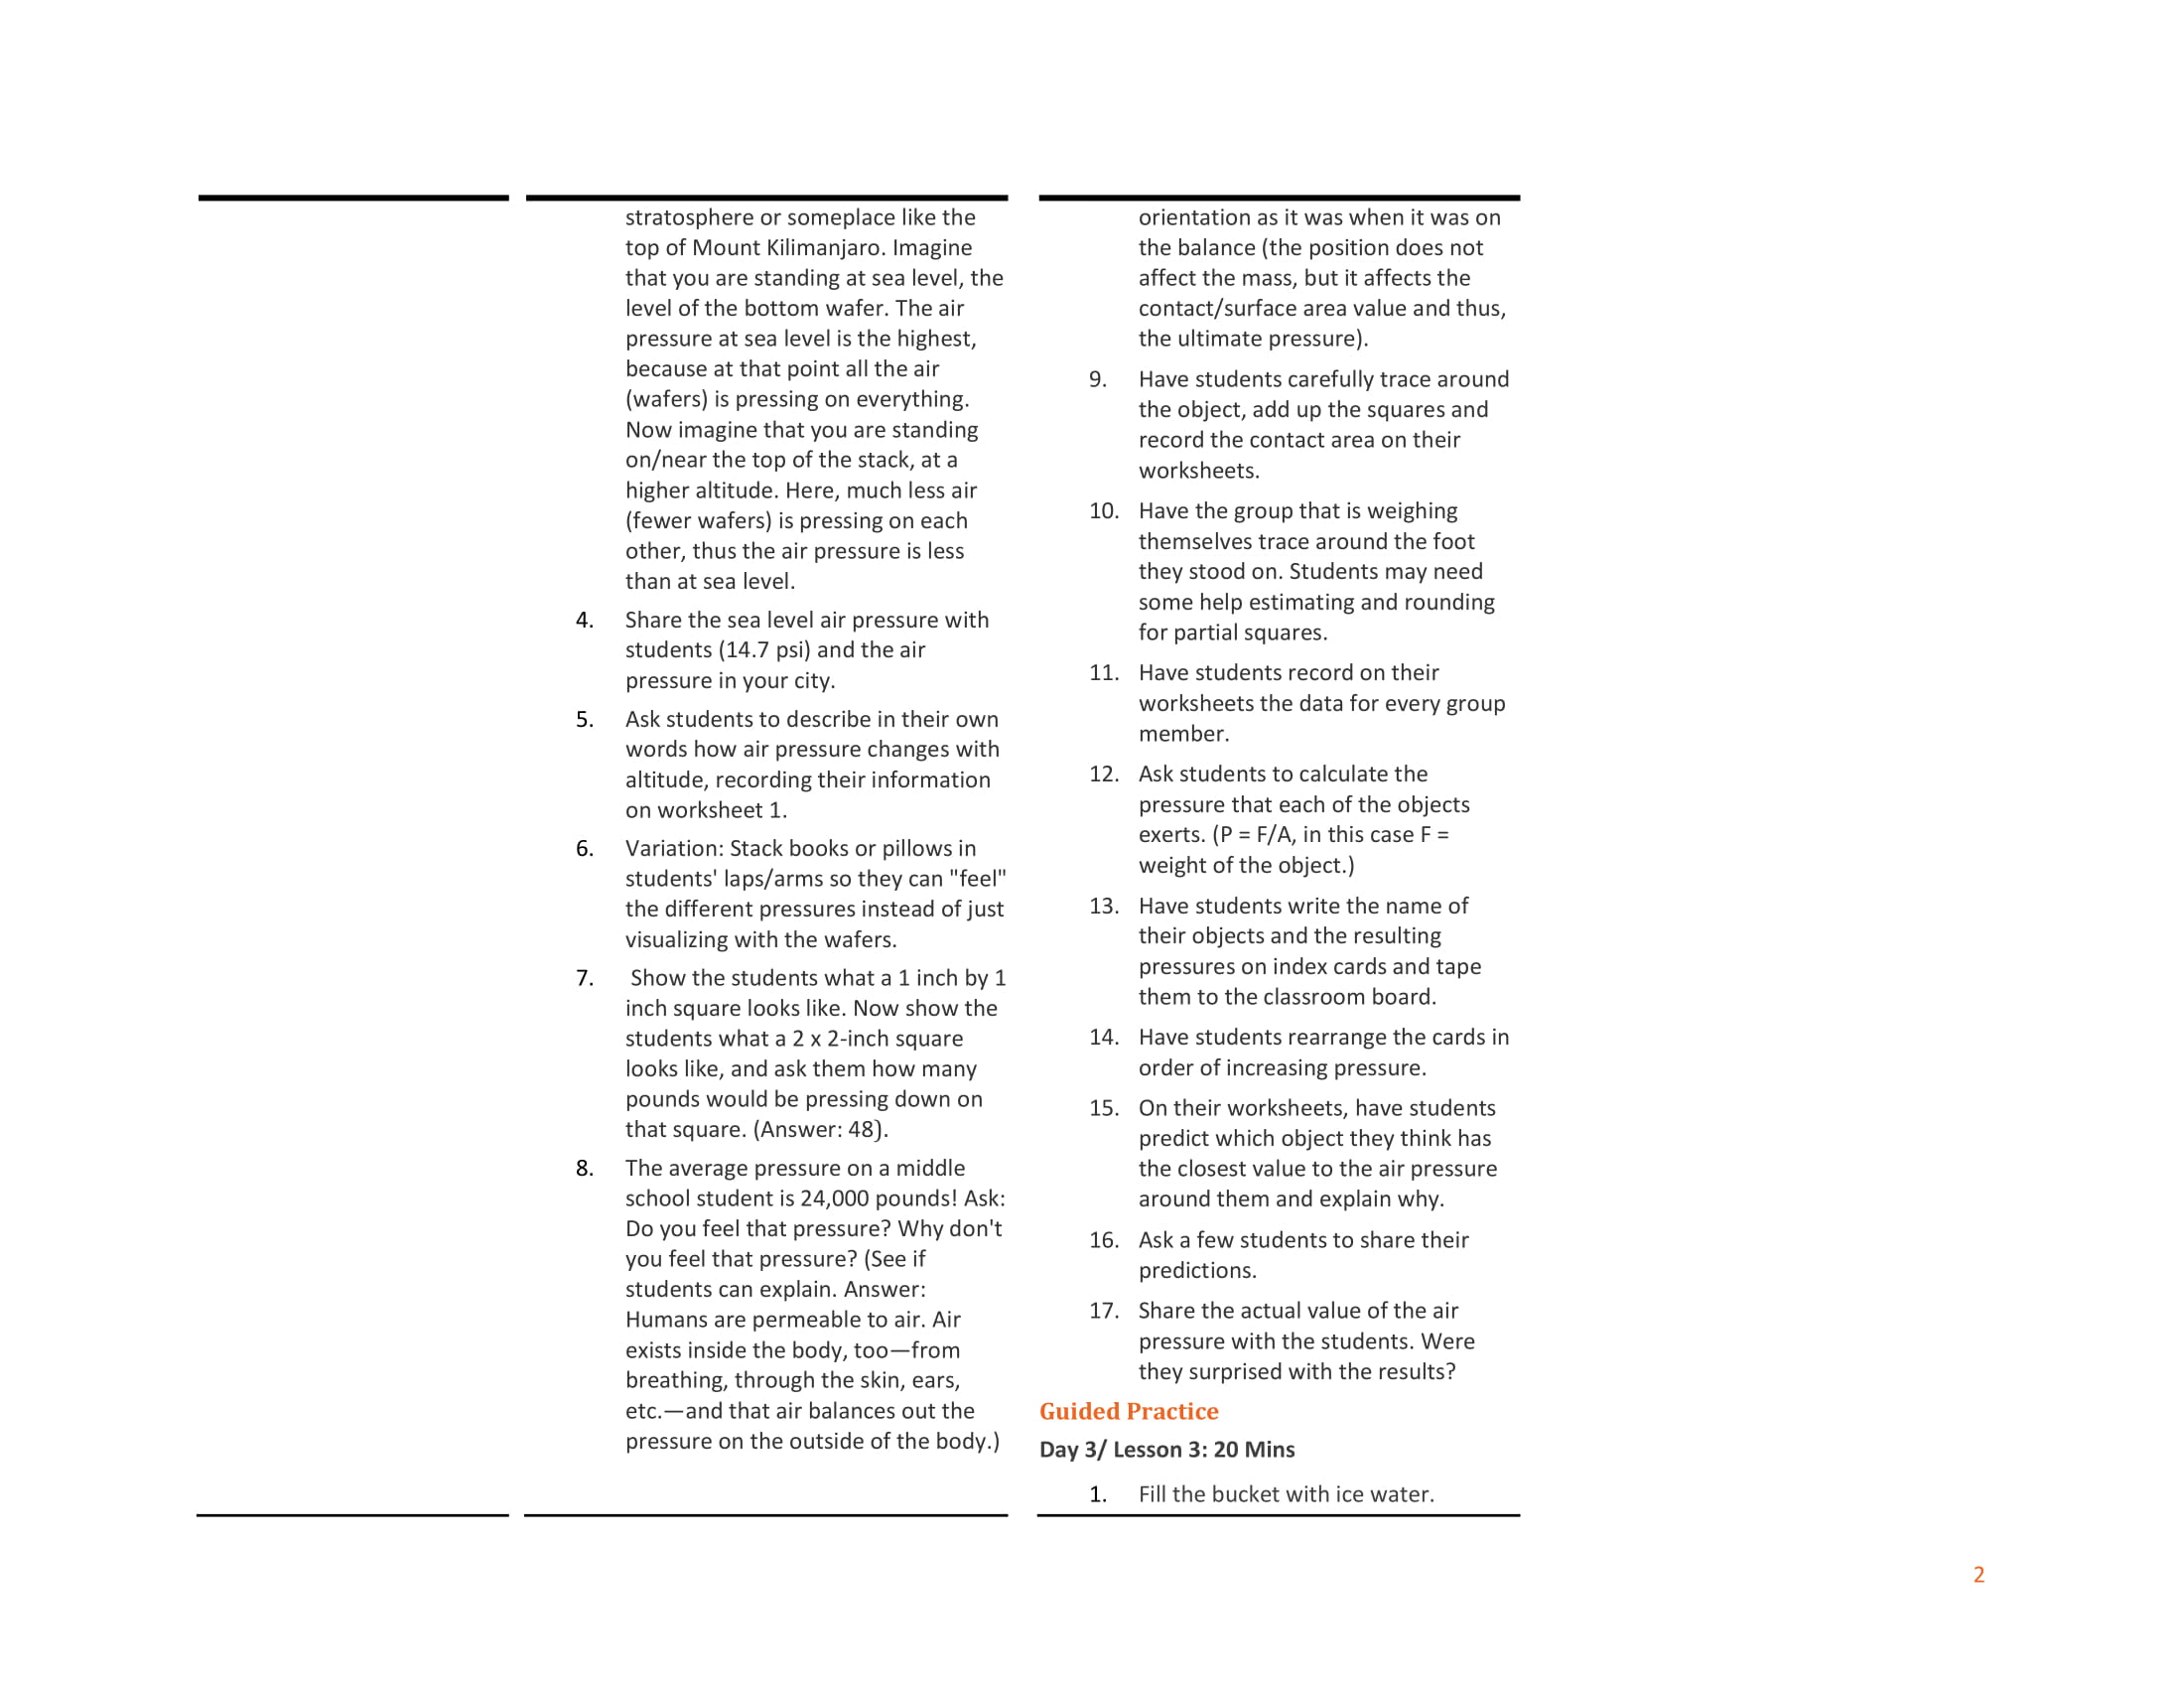 stratosphere or someplace like the
top of Mount Kilimanjaro. Imagine
that you are standing at sea level, the
level of the bottom wafer. The air
pressure at sea level is the highest,
because at that point all the air
(wafers) is pressing on everything.
Now imagine that you are standing
on/near the top of the stack, at a
higher altitude. Here, much less air
(fewer wafers) is pressing on each
other, thus the air pressure is less
than at sea level.
4. Share the sea level air pressure with
students (14.7 psi) and the air
pressure in your city.
5. Ask students to describe in their own
words how air pressure changes with
altitude, recording their information
on worksheet 1.
6. Variation: Stack books or pillows in
students' laps/arms so they can "feel"
the different pressures instead of just
visualizing with the wafers.
7. Show the students what a 1 inch by 1
inch square looks like. Now show the
students what a 2 x 2-inch square
looks like, and ask them how many
pounds would be pressing down on
that square. (Answer: 48).
8. The average pressure on a middle
school student is 24,000 pounds! Ask:
Do you feel that pressure? Why don't
you feel that pressure? (See if
students can explain. Answer:
Humans are permeable to air. Air
exists inside the body, too—from
breathing, through the skin, ears,
etc.—and that air balances out the
pressure on the outside of the body.)
orientation as it was when it was on
the balance (the position does not
affect the mass, but it affects the
contact/surface area value and thus,
the ultimate pressure).
9. Have students carefully trace around
the object, add up the squares and
record the contact area on their
worksheets.
10. Have the group that is weighing
themselves trace around the foot
they stood on. Students may need
some help estimating and rounding
for partial squares.
11. Have students record on their
worksheets the data for every group
member.
12. Ask students to calculate the
pressure that each of the objects
exerts. (P = F/A, in this case F =
weight of the object.)
13. Have students write the name of
their objects and the resulting
pressures on index cards and tape
them to the classroom board.
14. Have students rearrange the cards in
order of increasing pressure.
15. On their worksheets, have students
predict which object they think has
the closest value to the air pressure
around them and explain why.
16. Ask a few students to share their
predictions.
17. Share the actual value of the air
pressure with the students. Were
they surprised with the results?
Guided Practice
Day 3/ Lesson 3: 20 Mins
1. Fill the bucket with ice water.
2